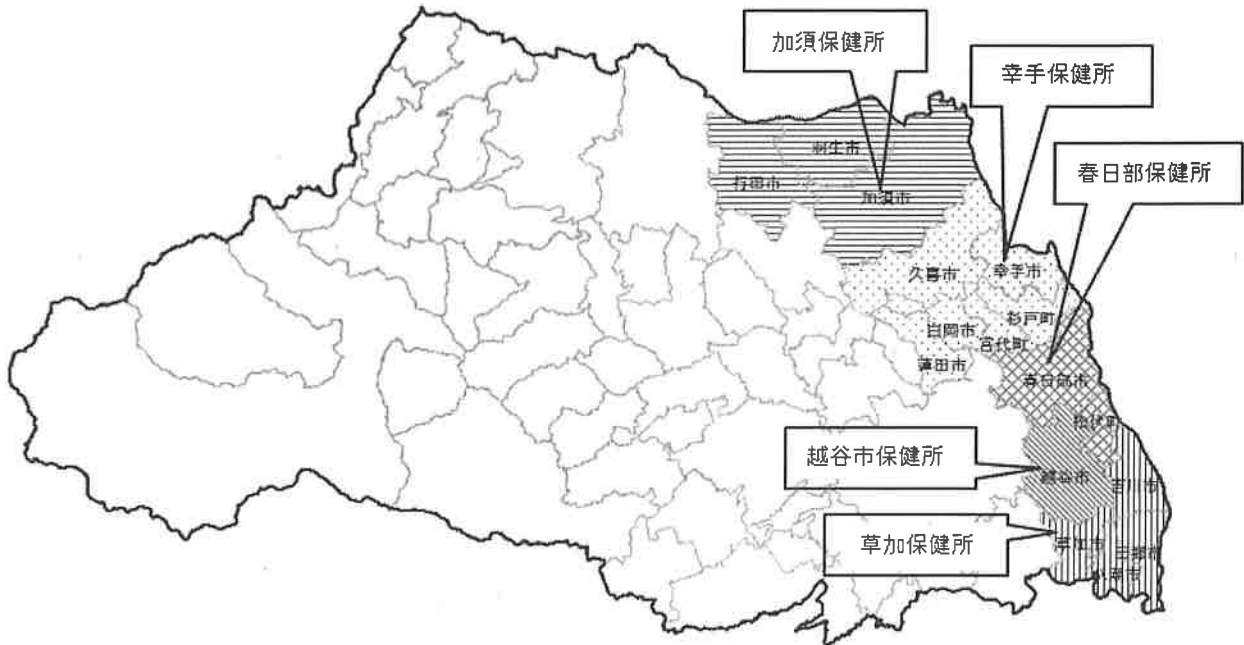 加須保健所
幸手保健所
春日部保健所
羽生市
行田市
加須市
久喜市
幸手市
杉戸町
白岡市
宮代町
蓮田市
春日部市
松伏町
越谷市保健所
越谷市
吉川市
草加保健所
草加市
三郷市
八潮市